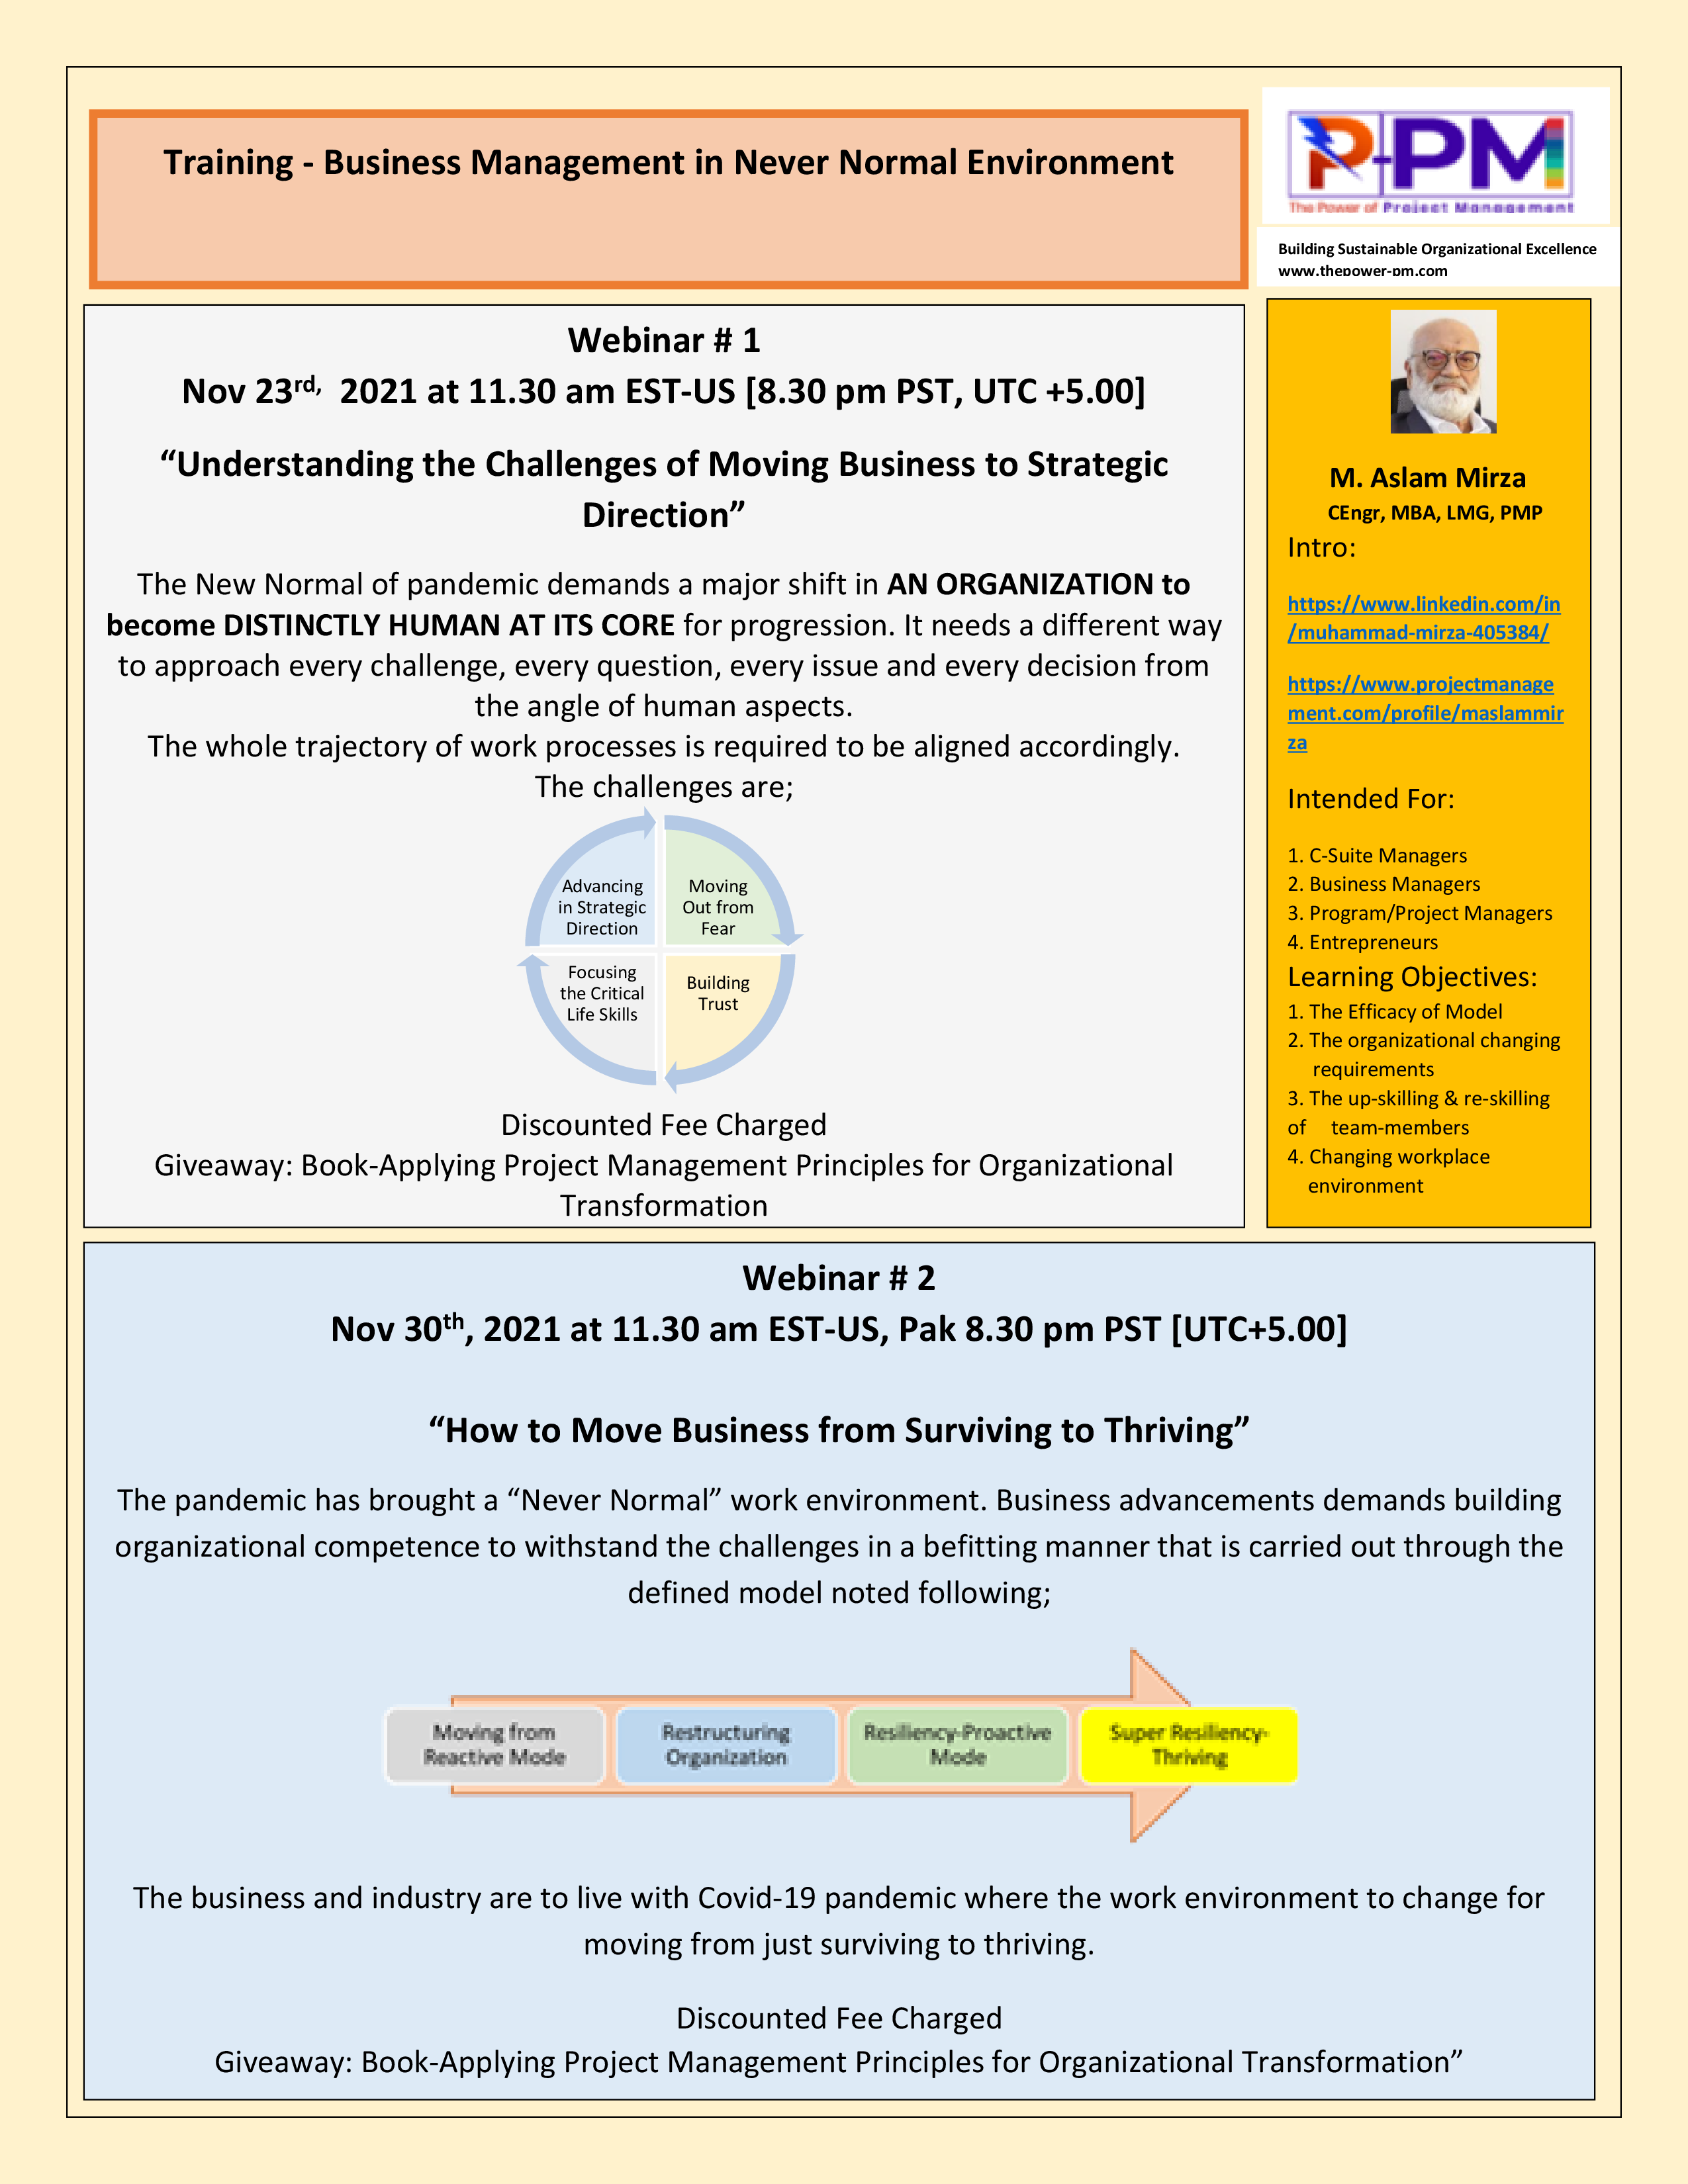 Training - Business Management in Never Normal Environment
P-PM
The Power of Project Management
Building Sustainable Organizational Excellence
www.thepower-pm.com
Webinar # 1
Nov 23rd, 2021 at 11.30 am EST-US [8.30 pm PST, UTC +5.00]
“Understanding the Challenges of Moving Business to Strategic
Direction”
The New Normal of pandemic demands a major shift in AN ORGANIZATION to
become DISTINCTLY HUMAN AT ITS CORE for progression. It needs a different way
to approach every challenge, every question, every issue and every decision from
the angle of human aspects.
The whole trajectory of work processes is required to be aligned accordingly.
The challenges are;
Advancing
in Strategic
Direction
Moving
Out from
Fear
Focusing
the Critical
Life Skills
Building
Trust
Discounted Fee Charged
Giveaway: Book-Applying Project Management Principles for Organizational
Transformation
M. Aslam Mirza
CEngr, MBA, LMG, PMP
Intro:
https://www.linkedin.com/in
/muhammad-mirza-405384/
https://www.projectmanage
ment.com/profile/maslammir
za
Intended For:
1. C-Suite Managers
2. Business Managers
3. Program/Project Managers
4. Entrepreneurs
Learning Objectives:
1. The Efficacy of Model
2. The organizational changing
requirements
3. The up-skilling & re-skilling
of team-members
4. Changing workplace
environment
Webinar # 2
Nov 30th, 2021 at 11.30 am EST-US, Pak 8.30 pm PST [UTC+5.00]
“How to Move Business from Surviving to Thriving”
The pandemic has brought a “Never Normal” work environment. Business advancements demands building
organizational competence to withstand the challenges in a befitting manner that is carried out through the
defined model noted following;
Moving from
Reactive Mode
Restructuring
Organization
Resiliency-Proactive
Mode
Super Resiliency-
Thriving
The business and industry are to live with Covid-19 pandemic where the work environment to change for
moving from just surviving to thriving.
Discounted Fee Charged
Giveaway: Book-Applying Project Management Principles for Organizational Transformation”